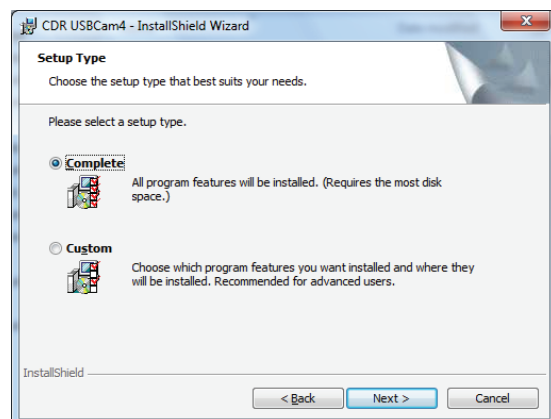 CDR USBCam4 - InstallShield Wizard
Setup Type
Choose the setup type that best suits your needs.
Please select a setup type.
Complete
All program features will be installed. (Requires the most disk
space.)
Custom
Choose which program features you want installed and where they
will be installed. Recommended for advanced users.
InstallShield
< Back
Next >
Cancel